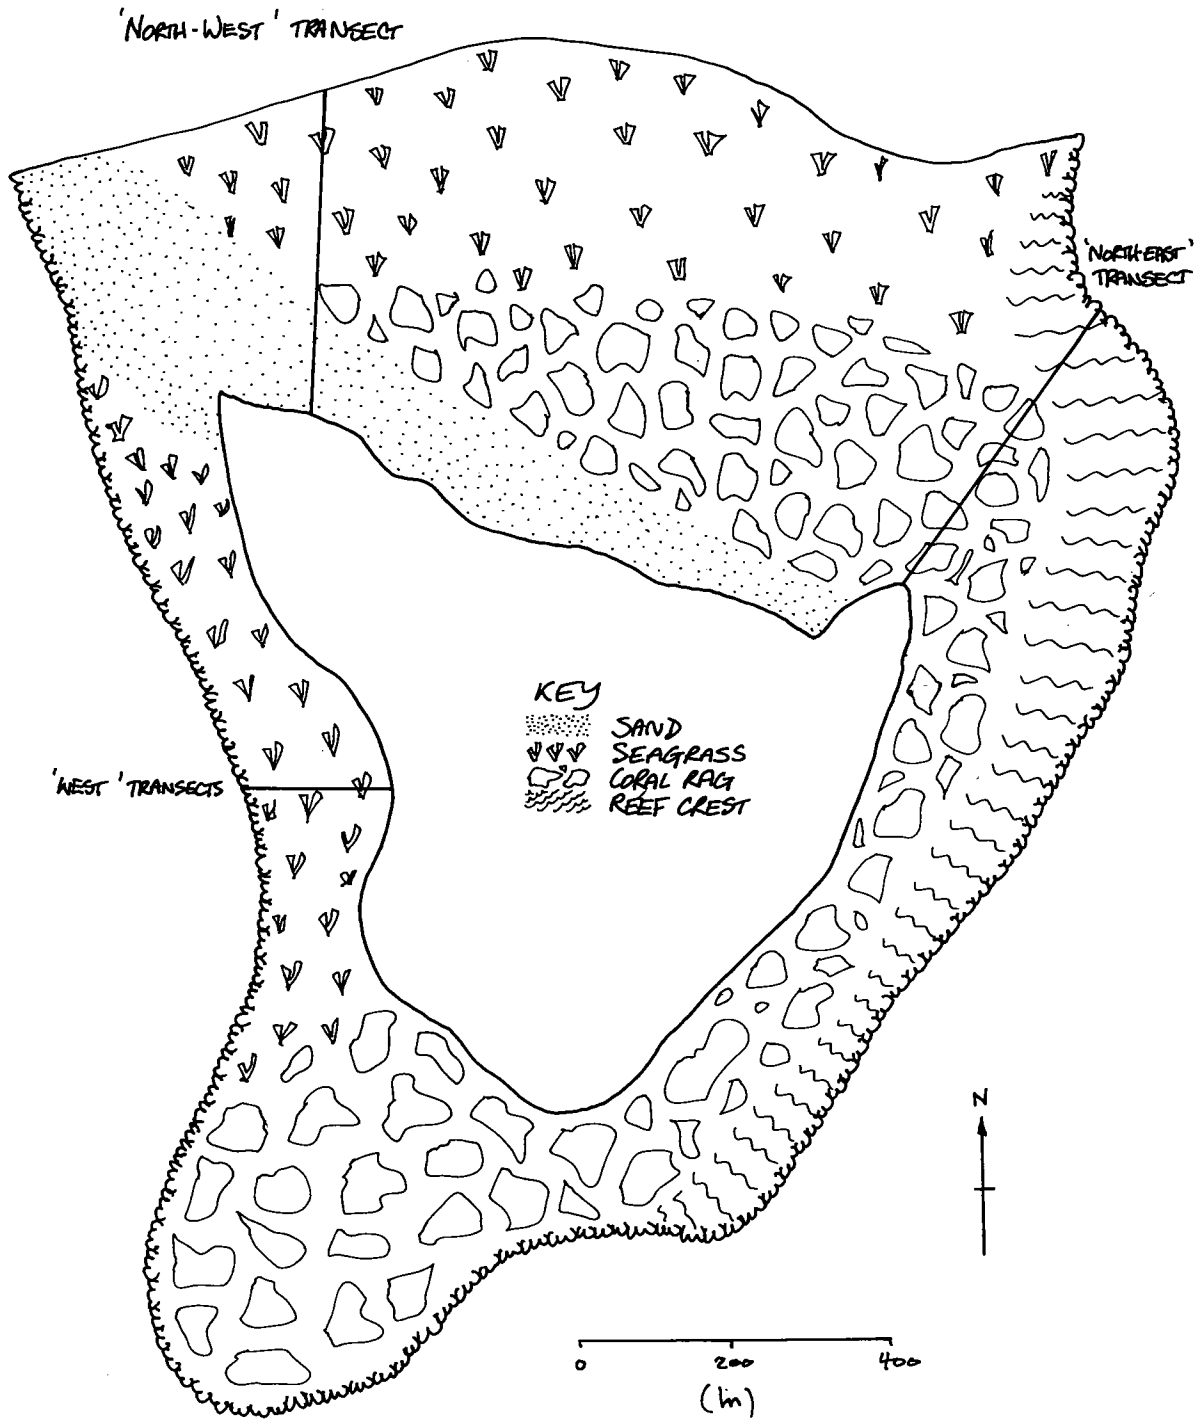 'NORTH-WEST' TRANSECT
'NORTH-EAST'
TRANSECT
KEY
SAND
SEAGRASS
CORAL RAG
REEF CREST
'WEST' TRANSECTS
N
0 200 400